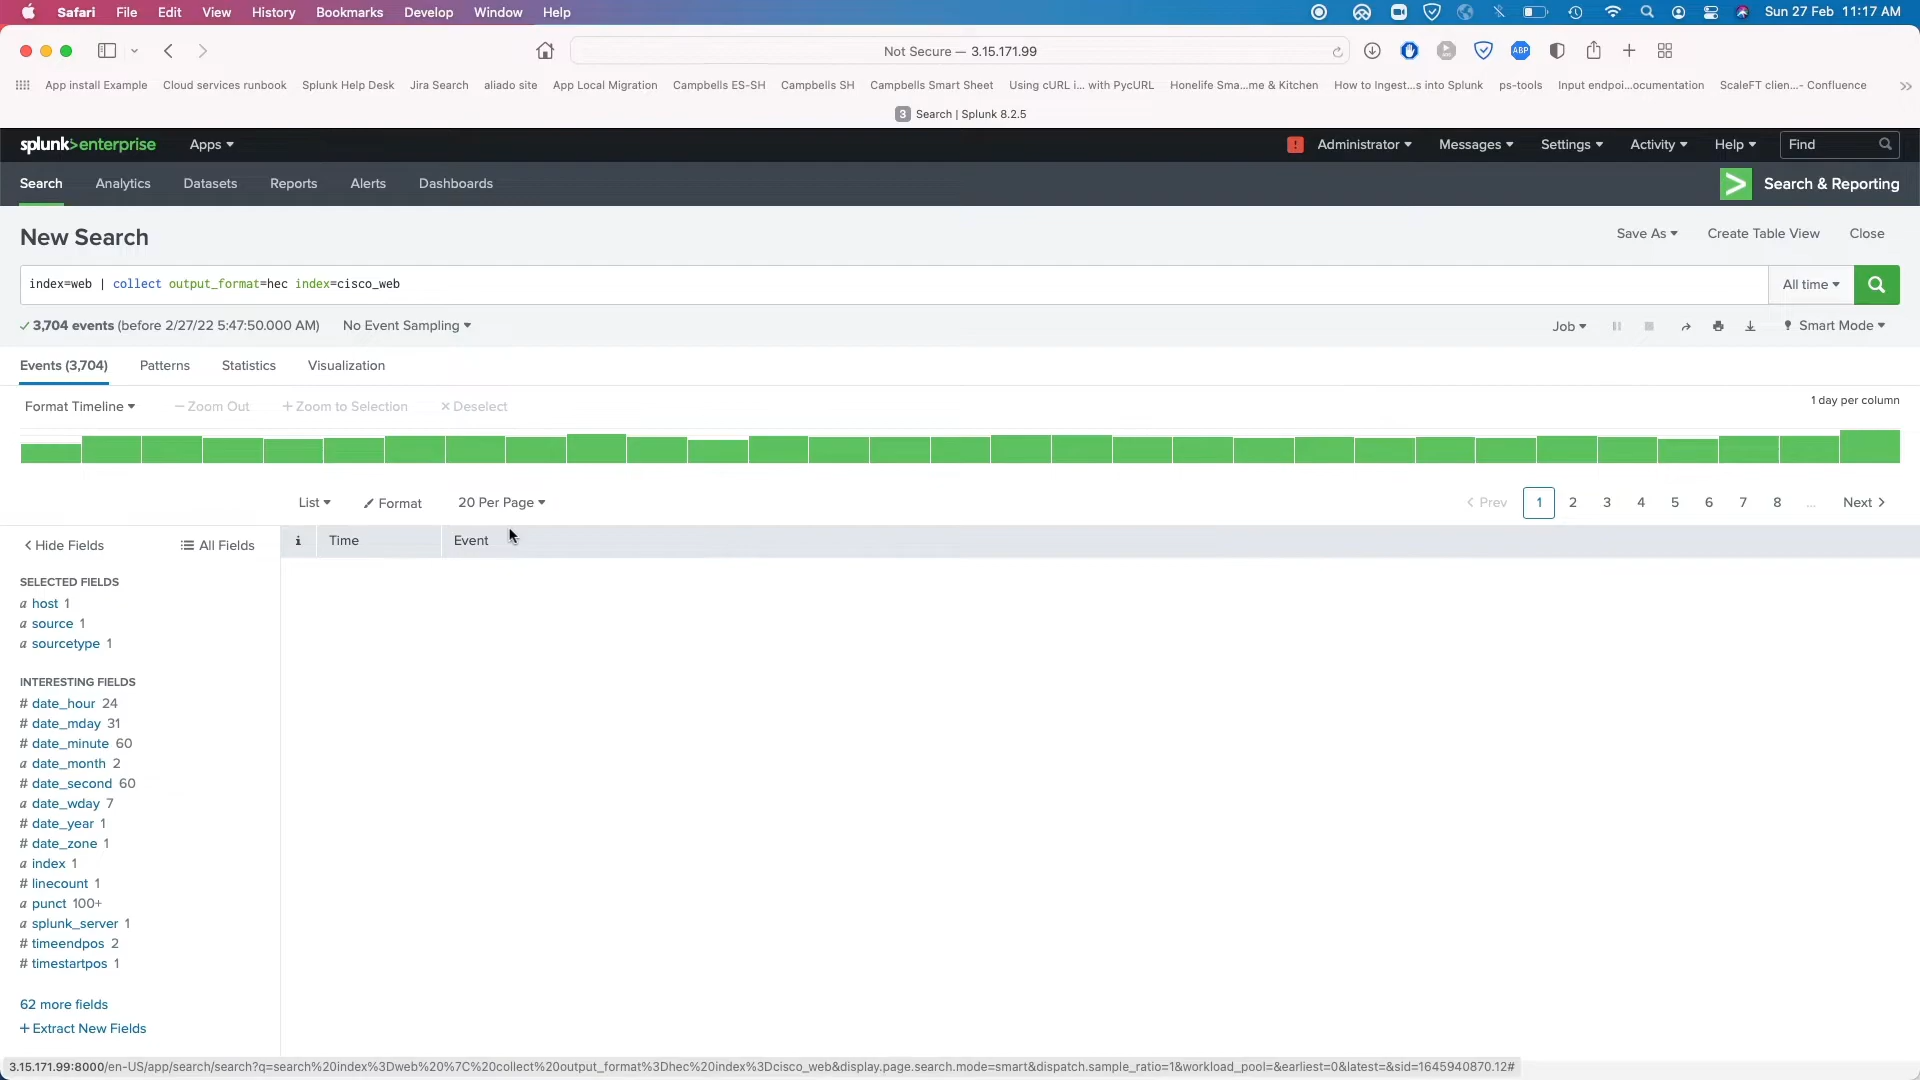 Safari File Edit View History Bookmarks Develop Window Help Sun 27 Feb 11:17 AM
Not Secure — 3.15.171.99 ABP
App install Example Cloud services runbook Splunk Help Desk Jira Search aliado site App Local Migration Campbells ES-SH Campbells SH Campbells Smart Sheet Using cURL i... with PycURL Honelife Sma...me & Kitchen How to Ingest...s into Splunk ps-tools Input endpoi...ocumentation ScaleFT clien...- Confluence
3 Search | Splunk 8.2.5
splunk>enterprise Apps ! Administrator Messages Settings Activity Help Find
Search Analytics Datasets Reports Alerts Dashboards > Search & Reporting
New Search Save As Create Table View Close
index=web | collect output_format=hec index=cisco_web All time
✓ 3,704 events (before 2/27/22 5:47:50.000 AM) No Event Sampling Job Smart Mode
Events (3,704) Patterns Statistics Visualization
Format Timeline — Zoom Out + Zoom to Selection × Deselect 1 day per column
List Format 20 Per Page < Prev 1 2 3 4 5 6 7 8 ... Next >
< Hide Fields All Fields i Time Event
SELECTED FIELDS
a host 1
a source 1
a sourcetype 1
INTERESTING FIELDS
# date_hour 24
# date_mday 31
# date_minute 60
a date_month 2
# date_second 60
a date_wday 7
# date_year 1
# date_zone 1
a index 1
# linecount 1
a punct 100+
a splunk_server 1
# timeendpos 2
# timestartpos 1
62 more fields
+ Extract New Fields
3.15.171.99:8000/en-US/app/search/search?q=search%20index%3Dweb%20%7C%20collect%20output_format%3Dhec%20index%3Dcisco_web&display.page.search.mode=smart&dispatch.sample_ratio=1&workload_pool=&earliest=0&latest=&sid=1645940870.12#